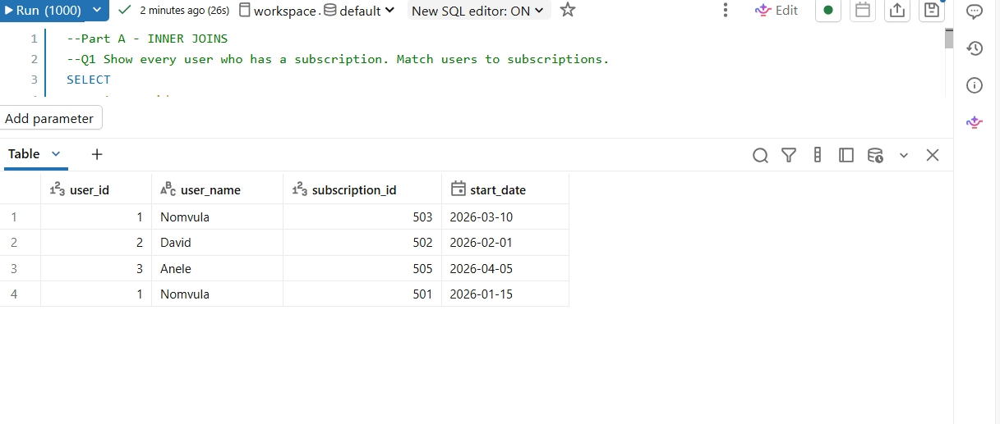 Run (1000) 2 minutes ago (26s) workspace . default New SQL editor: ON Edit
1 --Part A - INNER JOINS
2 --Q1 Show every user who has a subscription. Match users to subscriptions.
3 SELECT
Add parameter
Table +
123 user_id ABC user_name 123 subscription_id start_date
1 1 Nomvula 503 2026-03-10
2 2 David 502 2026-02-01
3 3 Anele 505 2026-04-05
4 1 Nomvula 501 2026-01-15